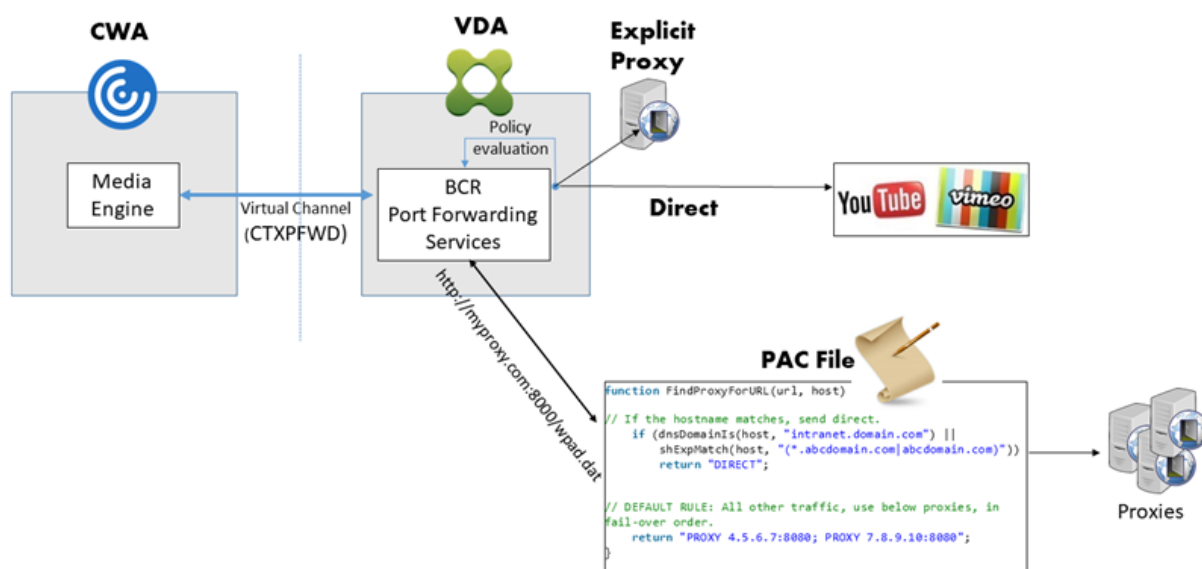 CWA
VDA
Explicit
Proxy
Policy
evaluation
Media
Engine
Virtual Channel
(CTXPFWD)
BCR
Port Forwarding
Services
Direct
You Tube
vimeo
http://myproxy.com:8000/wpad.dat
PAC File
function FindProxyForURL(url, host)
// If the hostname matches, send direct.
if (dnsDomainIs(host, "intranet.domain.com") ||
shExpMatch(host, "(*.abcdomain.com|abcdomain.com)"))
return "DIRECT";
// DEFAULT RULE: All other traffic, use below proxies, in
fail-over order.
return "PROXY 4.5.6.7:8080; PROXY 7.8.9.10:8080";
}
Proxies